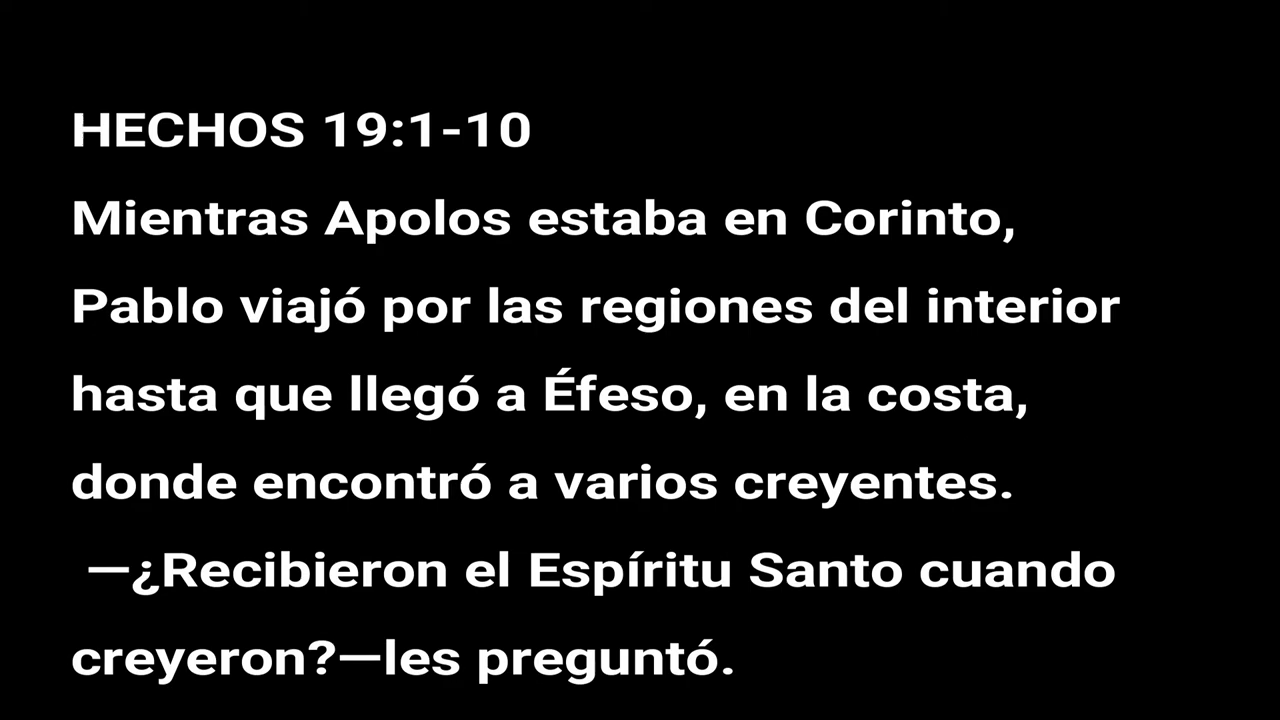 HECHOS 19:1-10
Mientras Apolos estaba en Corinto,
Pablo viajó por las regiones del interior
hasta que llegó a Éfeso, en la costa,
donde encontró a varios creyentes.
—¿Recibieron el Espíritu Santo cuando
creyeron?—les preguntó.